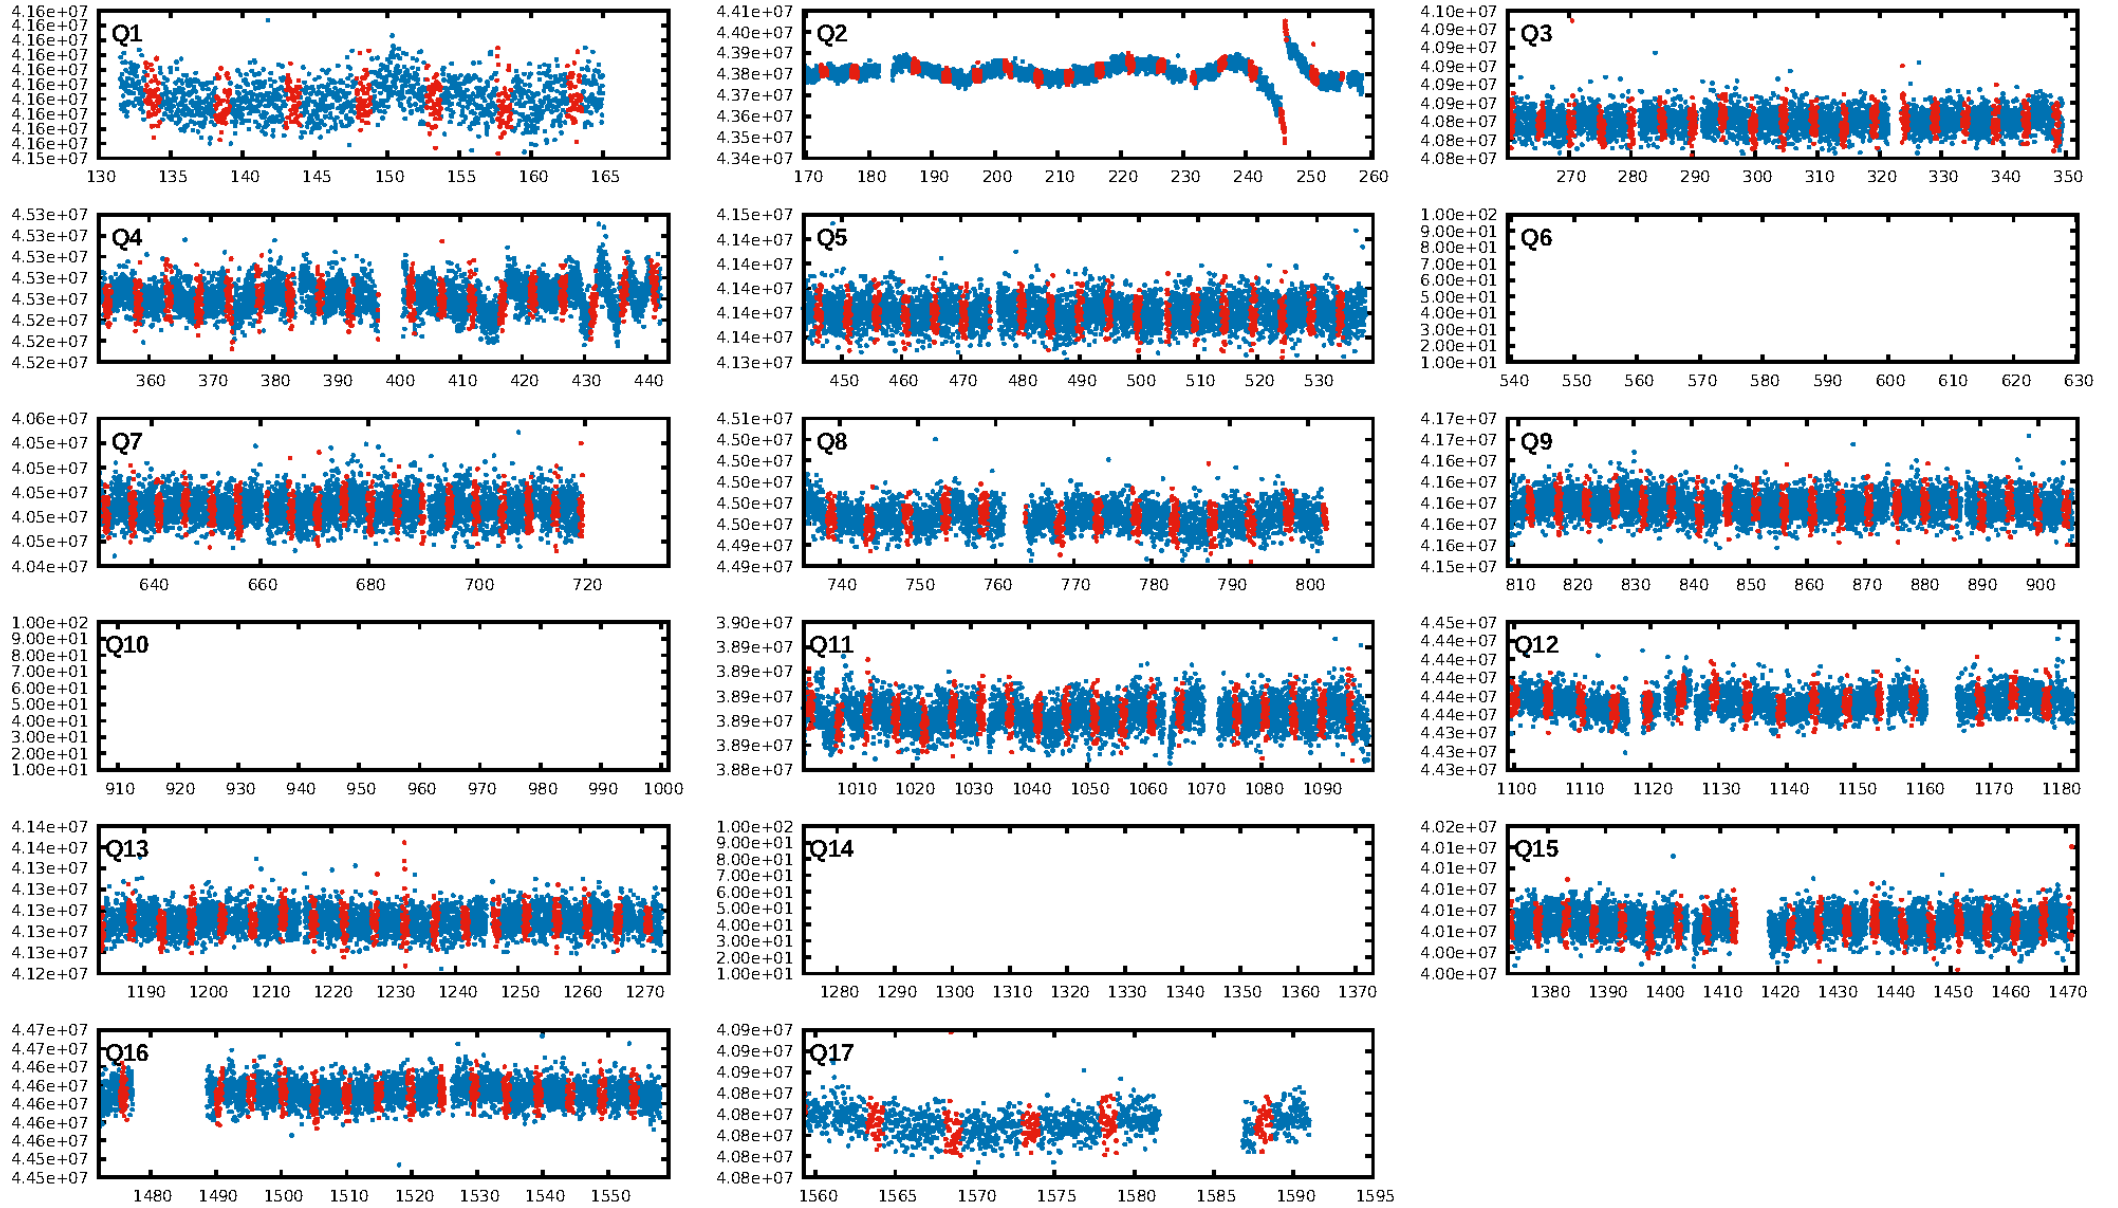 Q1
4.16e+07
4.16e+07
4.16e+07
4.16e+07
4.16e+07
4.16e+07
4.16e+07
4.16e+07
4.16e+07
4.16e+07
4.15e+07
130 135 140 145 150 155 160 165
Q2
4.41e+07
4.40e+07
4.39e+07
4.38e+07
4.37e+07
4.36e+07
4.35e+07
4.34e+07
170 180 190 200 210 220 230 240 250 260
Q3
4.10e+07
4.09e+07
4.09e+07
4.09e+07
4.09e+07
4.08e+07
4.08e+07
4.08e+07
270 280 290 300 310 320 330 340 350
Q4
4.53e+07
4.53e+07
4.53e+07
4.53e+07
4.53e+07
4.52e+07
4.52e+07
4.52e+07
360 370 380 390 400 410 420 430 440
Q5
4.15e+07
4.14e+07
4.14e+07
4.14e+07
4.14e+07
4.14e+07
4.13e+07
450 460 470 480 490 500 510 520 530
Q6
1.00e+02
9.00e+01
8.00e+01
7.00e+01
6.00e+01
5.00e+01
4.00e+01
3.00e+01
2.00e+01
1.00e+01
540 550 560 570 580 590 600 610 620 630
Q7
4.06e+07
4.05e+07
4.05e+07
4.05e+07
4.05e+07
4.05e+07
4.04e+07
640 660 680 700 720
Q8
4.51e+07
4.50e+07
4.50e+07
4.50e+07
4.50e+07
4.50e+07
4.49e+07
4.49e+07
740 750 760 770 780 790 800
Q9
4.17e+07
4.17e+07
4.16e+07
4.16e+07
4.16e+07
4.16e+07
4.15e+07
810 820 830 840 850 860 870 880 890 900
Q10
1.00e+02
9.00e+01
8.00e+01
7.00e+01
6.00e+01
5.00e+01
4.00e+01
3.00e+01
2.00e+01
1.00e+01
910 920 930 940 950 960 970 980 990 1000
Q11
3.90e+07
3.89e+07
3.89e+07
3.89e+07
3.89e+07
3.89e+07
3.88e+07
1010 1020 1030 1040 1050 1060 1070 1080 1090
Q12
4.45e+07
4.44e+07
4.44e+07
4.44e+07
4.44e+07
4.44e+07
4.43e+07
4.43e+07
4.43e+07
1100 1110 1120 1130 1140 1150 1160 1170 1180
Q13
4.14e+07
4.14e+07
4.13e+07
4.13e+07
4.13e+07
4.13e+07
4.13e+07
4.12e+07
1190 1200 1210 1220 1230 1240 1250 1260 1270
Q14
1.00e+02
9.00e+01
8.00e+01
7.00e+01
6.00e+01
5.00e+01
4.00e+01
3.00e+01
2.00e+01
1.00e+01
1280 1290 1300 1310 1320 1330 1340 1350 1360 1370
Q15
4.02e+07
4.01e+07
4.01e+07
4.01e+07
4.01e+07
4.01e+07
4.00e+07
4.00e+07
1380 1390 1400 1410 1420 1430 1440 1450 1460 1470
Q16
4.47e+07
4.47e+07
4.46e+07
4.46e+07
4.46e+07
4.46e+07
4.46e+07
4.45e+07
4.45e+07
1480 1490 1500 1510 1520 1530 1540 1550
Q17
4.09e+07
4.09e+07
4.09e+07
4.08e+07
4.08e+07
4.08e+07
4.08e+07
4.08e+07
1560 1565 1570 1575 1580 1585 1590 1595